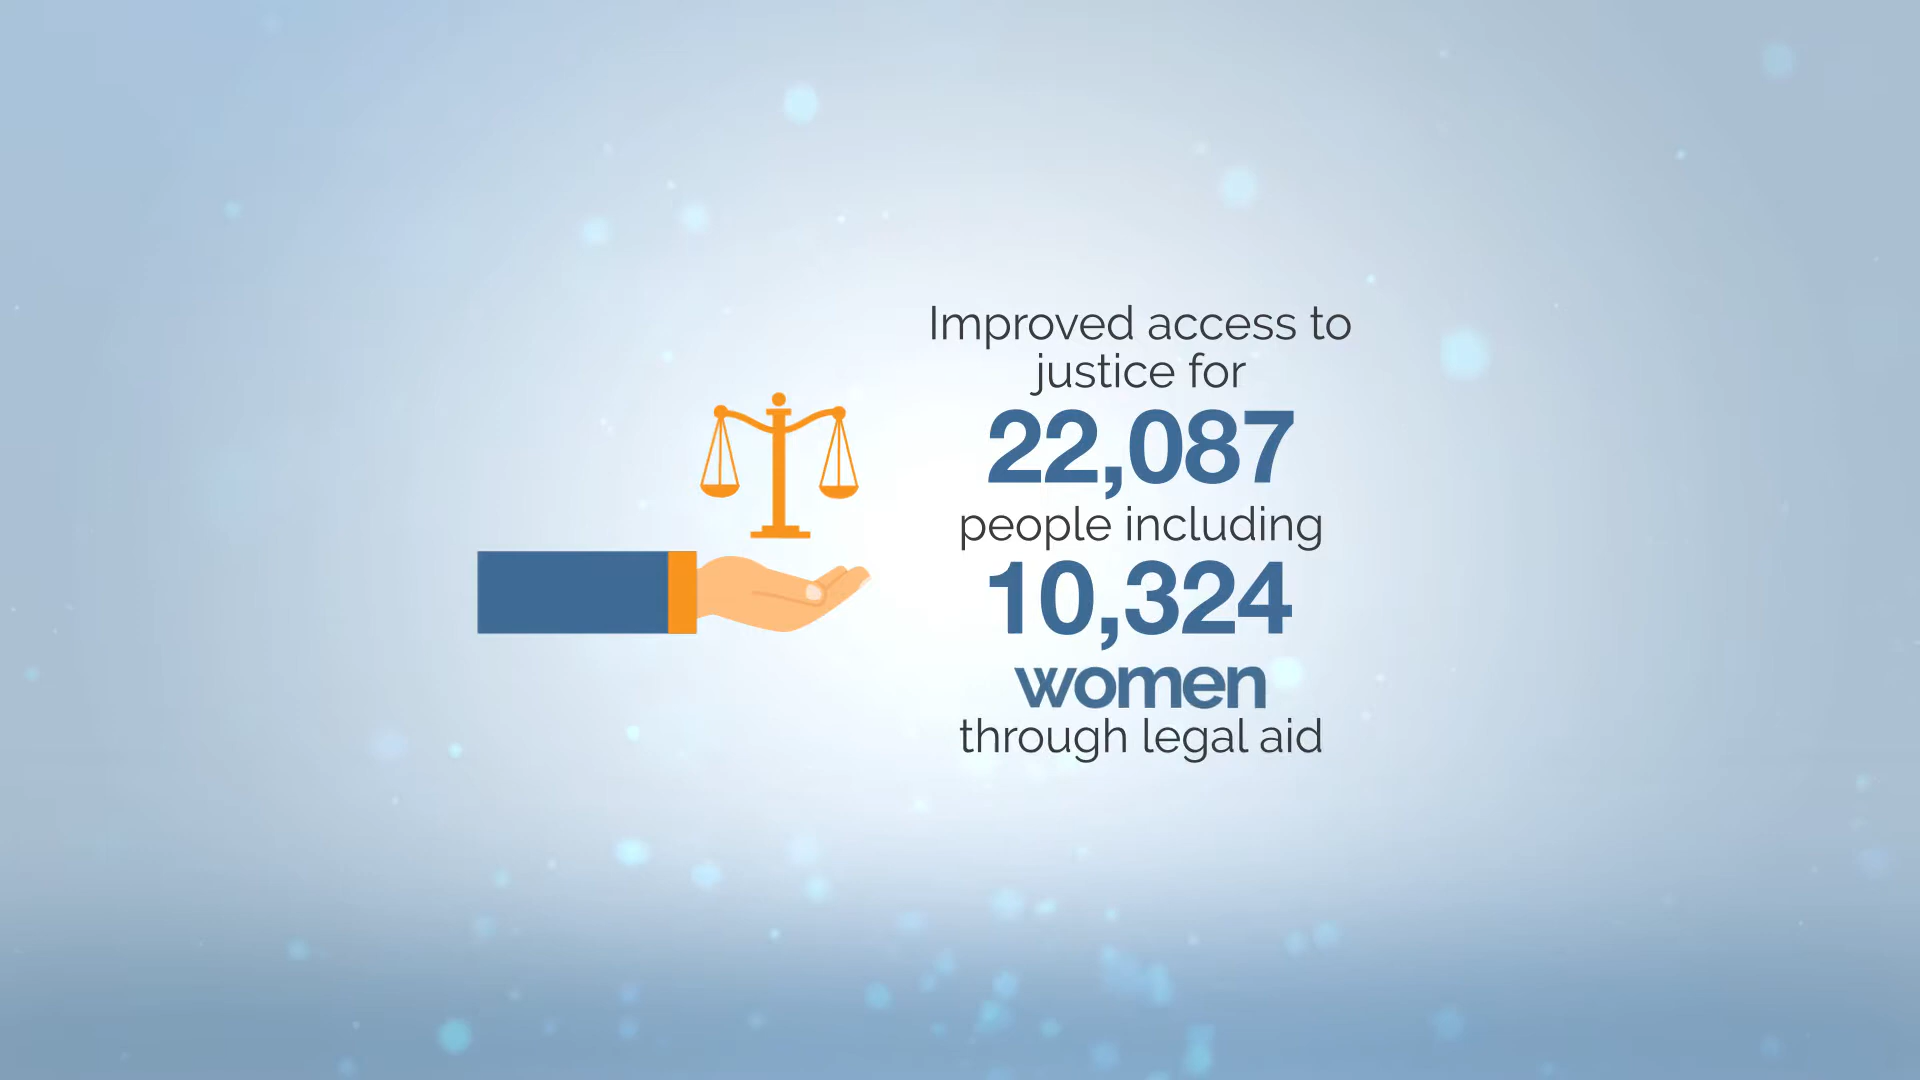 Improved access to
justice for
22,087
people including
10,324
women
through legal aid